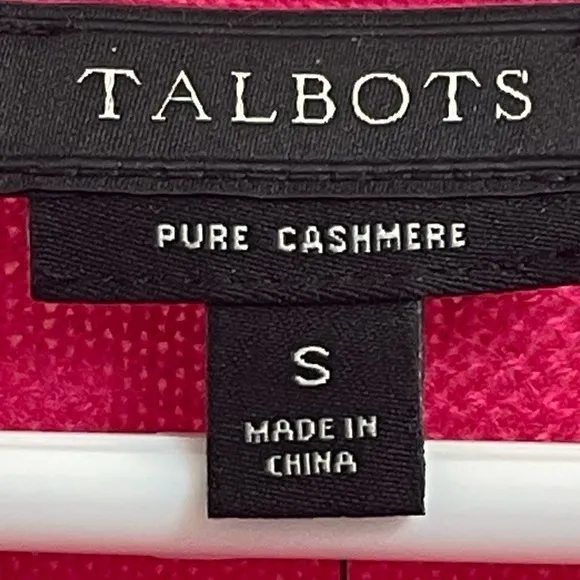 TALBOTS
PURE CASHMERE
S
MADE IN
CHINA